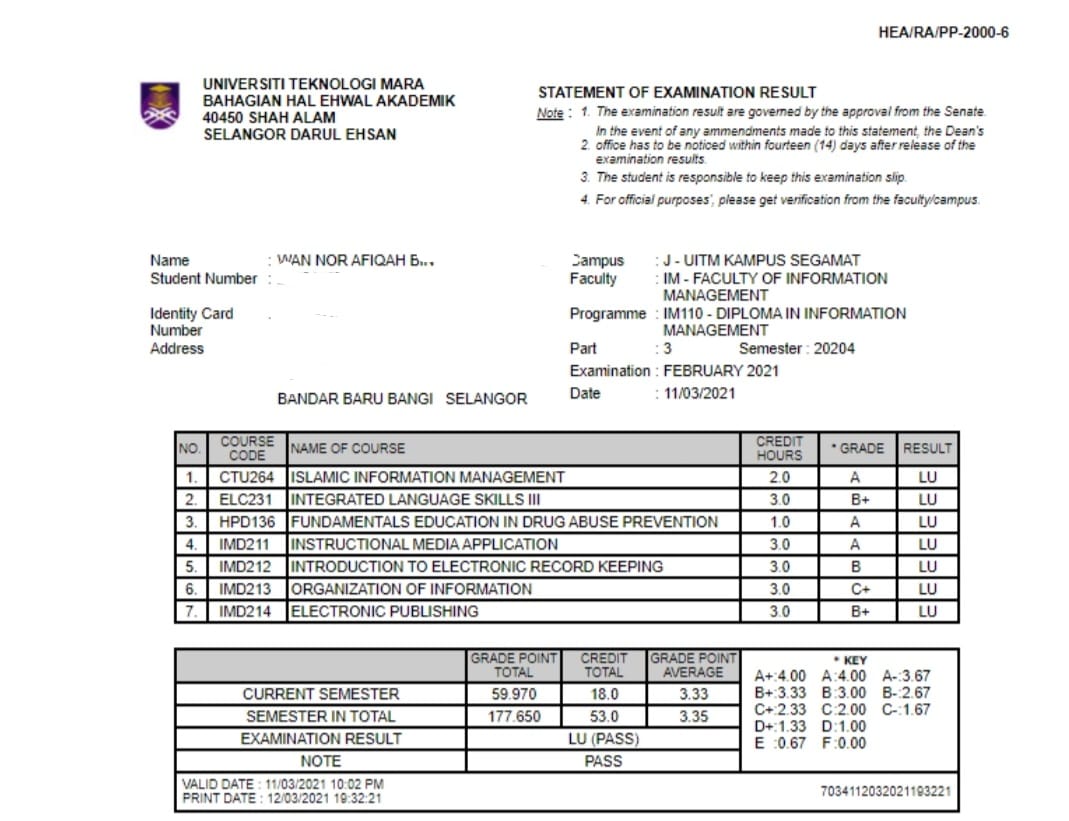 HEA/RA/PP-2000-6
UNIVERSITI TEKNOLOGI MARA
BAHAGIAN HAL EHWAL AKADEMIK
40450 SHAH ALAM
SELANGOR DARUL EHSAN
STATEMENT OF EXAMINATION RESULT
Note : 1. The examination result are governed by the approval from the Senate.
In the event of any ammendments made to this statement, the Dean's
2. office has to be noticed within fourteen (14) days after release of the
examination results.
3. The student is responsible to keep this examination slip.
4. For official purposes', please get verification from the faculty/campus.
Name : WAN NOR AFIQAH
Student Number :
Identity Card
Number
Address
BANDAR BARU BANGI SELANGOR
Campus : J - UITM KAMPUS SEGAMAT
Faculty : IM - FACULTY OF INFORMATION
MANAGEMENT
Programme : IM110 - DIPLOMA IN INFORMATION
MANAGEMENT
Part : 3 Semester : 20204
Examination : FEBRUARY 2021
Date : 11/03/2021
NO. COURSE CODE NAME OF COURSE CREDIT HOURS * GRADE RESULT
1. CTU264 ISLAMIC INFORMATION MANAGEMENT 2.0 A LU
2. ELC231 INTEGRATED LANGUAGE SKILLS III 3.0 B+ LU
3. HPD136 FUNDAMENTALS EDUCATION IN DRUG ABUSE PREVENTION 1.0 A LU
4. IMD211 INSTRUCTIONAL MEDIA APPLICATION 3.0 A LU
5. IMD212 INTRODUCTION TO ELECTRONIC RECORD KEEPING 3.0 B LU
6. IMD213 ORGANIZATION OF INFORMATION 3.0 C+ LU
7. IMD214 ELECTRONIC PUBLISHING 3.0 B+ LU
GRADE POINT TOTAL CREDIT TOTAL GRADE POINT AVERAGE
CURRENT SEMESTER 59.970 18.0 3.33
SEMESTER IN TOTAL 177.650 53.0 3.35
EXAMINATION RESULT LU (PASS)
NOTE PASS
* KEY
A+:4.00 A:4.00 A-:3.67
B+:3.33 B:3.00 B-:2.67
C+:2.33 C:2.00 C-:1.67
D+:1.33 D:1.00
E :0.67 F:0.00
VALID DATE : 11/03/2021 10:02 PM
PRINT DATE : 12/03/2021 19:32:21
7034112032021193221